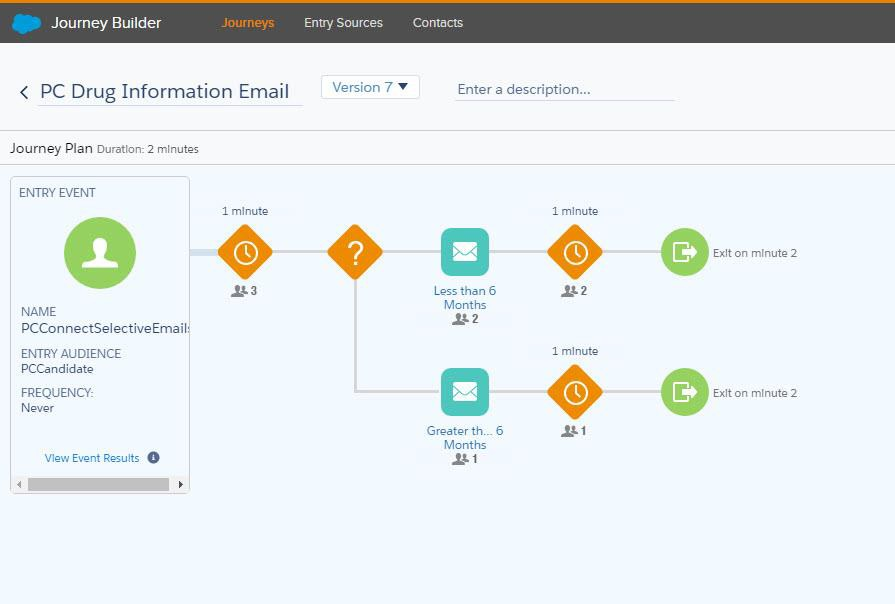 Journey Builder
Journeys
Entry Sources
Contacts
PC Drug Information Email
Version 7
Enter a description...
Journey Plan Duration: 2 minutes
ENTRY EVENT
NAME
PCConnectSelectiveEmails
ENTRY AUDIENCE
PCCandidate
FREQUENCY:
Never
View Event Results
1 minute
3
?
Less than 6
Months
2
1 minute
2
Exit on minute 2
Greater th... 6
Months
1
1 minute
1
Exit on minute 2